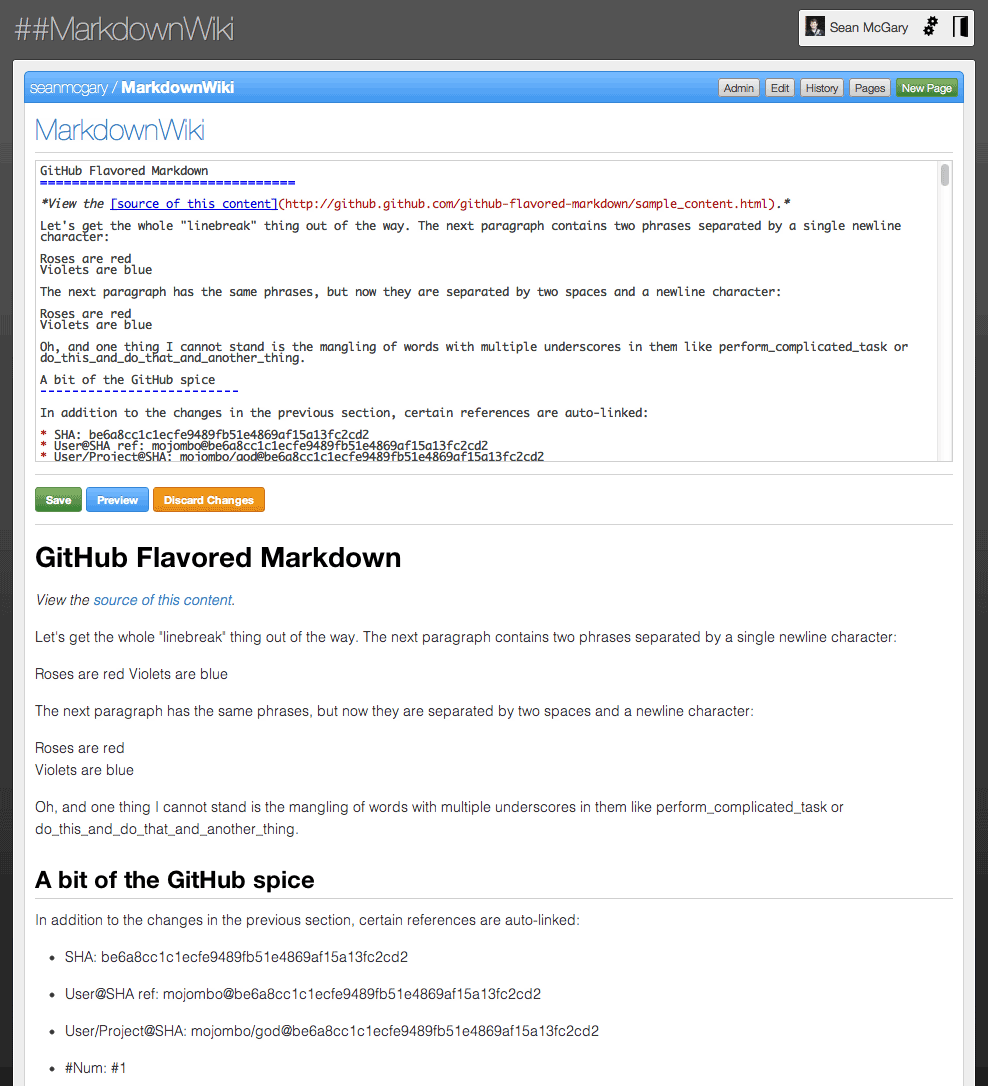 ##MarkdownWiki
Sean McGary
seanmcgary / MarkdownWiki
Admin
Edit
History
Pages
New Page
MarkdownWiki
GitHub Flavored Markdown
================================
*View the [source of this content](http://github.github.com/github-flavored-markdown/sample_content.html).*
Let's get the whole "linebreak" thing out of the way. The next paragraph contains two phrases separated by a single newline
character:
Roses are red
Violets are blue
The next paragraph has the same phrases, but now they are separated by two spaces and a newline character:
Roses are red
Violets are blue
Oh, and one thing I cannot stand is the mangling of words with multiple underscores in them like perform_complicated_task or
do_this_and_do_that_and_another_thing.
A bit of the GitHub spice
-------------------------
In addition to the changes in the previous section, certain references are auto-linked:
* SHA: be6a8cc1c1ecfe9489fb51e4869af15a13fc2cd2
* User@SHA ref: mojombo@be6a8cc1c1ecfe9489fb51e4869af15a13fc2cd2
* User/Project@SHA: mojombo/god@be6a8cc1c1ecfe9489fb51e4869af15a13fc2cd2
Save
Preview
Discard Changes
GitHub Flavored Markdown
View the source of this content.
Let's get the whole "linebreak" thing out of the way. The next paragraph contains two phrases separated by a single newline character:
Roses are red Violets are blue
The next paragraph has the same phrases, but now they are separated by two spaces and a newline character:
Roses are red
Violets are blue
Oh, and one thing I cannot stand is the mangling of words with multiple underscores in them like perform_complicated_task or
do_this_and_do_that_and_another_thing.
A bit of the GitHub spice
In addition to the changes in the previous section, certain references are auto-linked:
• SHA: be6a8cc1c1ecfe9489fb51e4869af15a13fc2cd2
• User@SHA ref: mojombo@be6a8cc1c1ecfe9489fb51e4869af15a13fc2cd2
• User/Project@SHA: mojombo/god@be6a8cc1c1ecfe9489fb51e4869af15a13fc2cd2
• #Num: #1